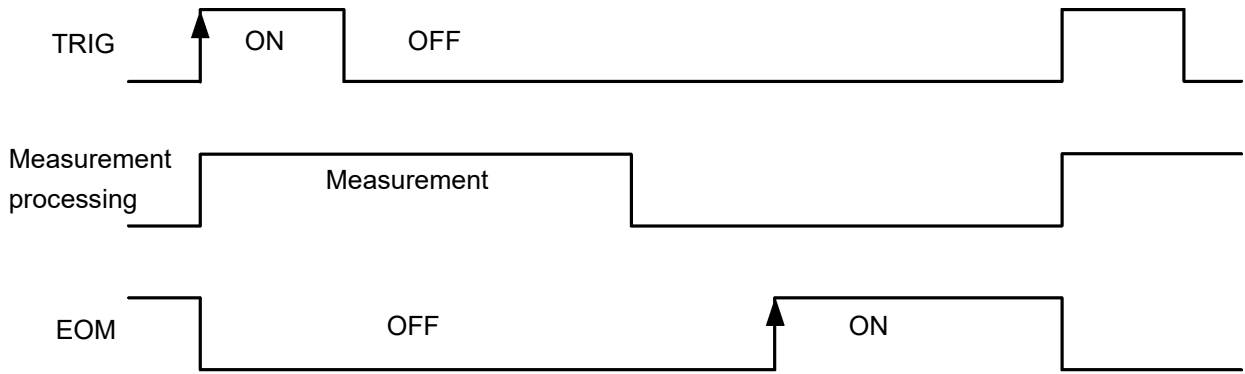 TRIG
ON
OFF
Measurement
processing
Measurement
EOM
OFF
ON